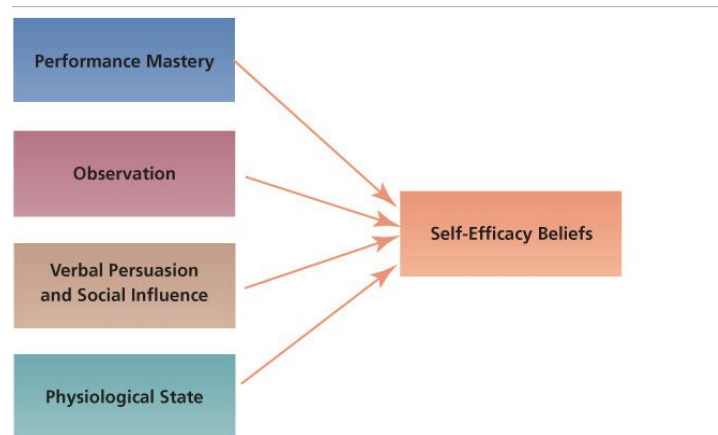 Performance Mastery
Observation
Verbal Persuasion
and Social Influence
Physiological State
Self-Efficacy Beliefs